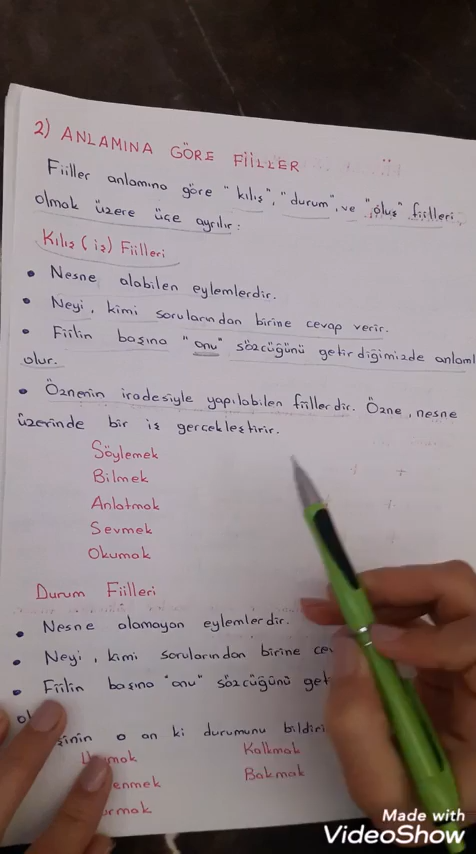 2) ANLAMINA GÖRE FİİLLER
Fiiller anlamına göre "kılış", "durum", ve "oluş" fiilleri
olmak üzere üçe ayrılır:
Kılış (iş) Fiilleri
• Nesne alabilen eylemlerdir.
• Neyi, kimi sorularından birine cevap verir.
• Fiilin başına "onu" sözcüğünü getirdiğimizde anlaml
olur.
• Öznenin iradesiyle yapılabilen fiillerdir. Özne, nesne
üzerinde bir iş gerçekleştirir.
Söylemek
Bilmek
Anlatmak
Sevmek
Okumak
Durum Fiilleri
• Nesne alamayan eylemlerdir.
• Neyi, kimi sorularından birine ce
• Fiilin başına "onu" sözcüğünü get
o an ki durumunu bildiri
Kalkmak
Bakmak
Made with
VideoShow